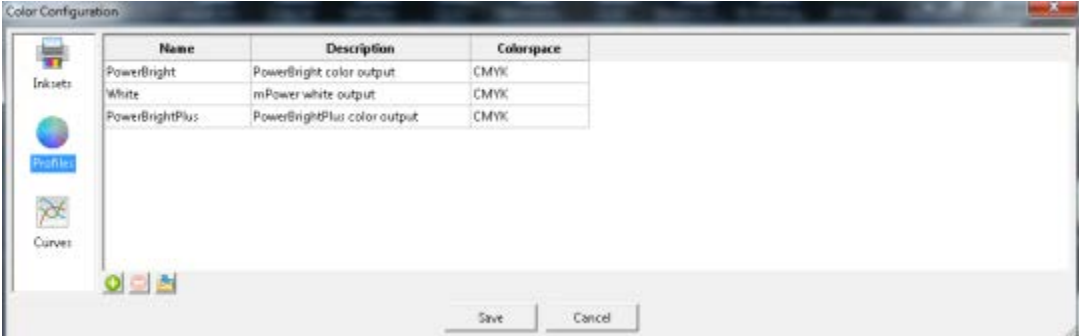 Color Configuration
Name Description Colorspace
Inksets
PowerBright PowerBright color output CMYK
White mPower white output CMYK
PowerBrightPlus PowerBrightPlus color output CMYK
Profiles
Curves
Save Cancel